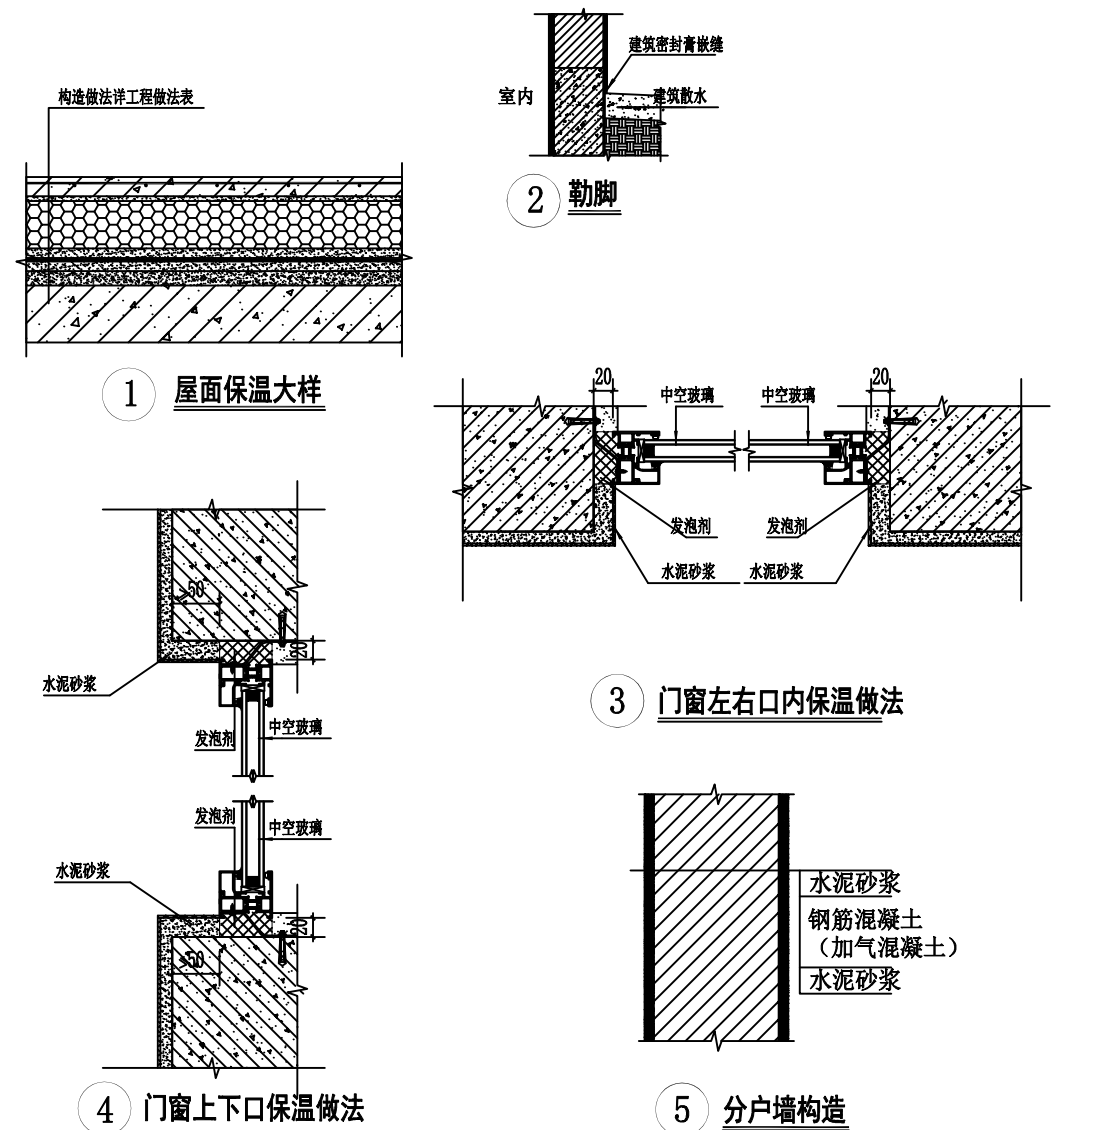 构造做法详工程做法表
1 屋面保温大样
建筑密封膏嵌缝
室内
建筑散水
2 勒脚
20
中空玻璃
中空玻璃
20
发泡剂
发泡剂
水泥砂浆
水泥砂浆
3 门窗左右口内保温做法
>50
20
水泥砂浆
发泡剂
中空玻璃
发泡剂
中空玻璃
水泥砂浆
20
>50
4 门窗上下口保温做法
水泥砂浆
钢筋混凝土
（加气混凝土）
水泥砂浆
5 分户墙构造